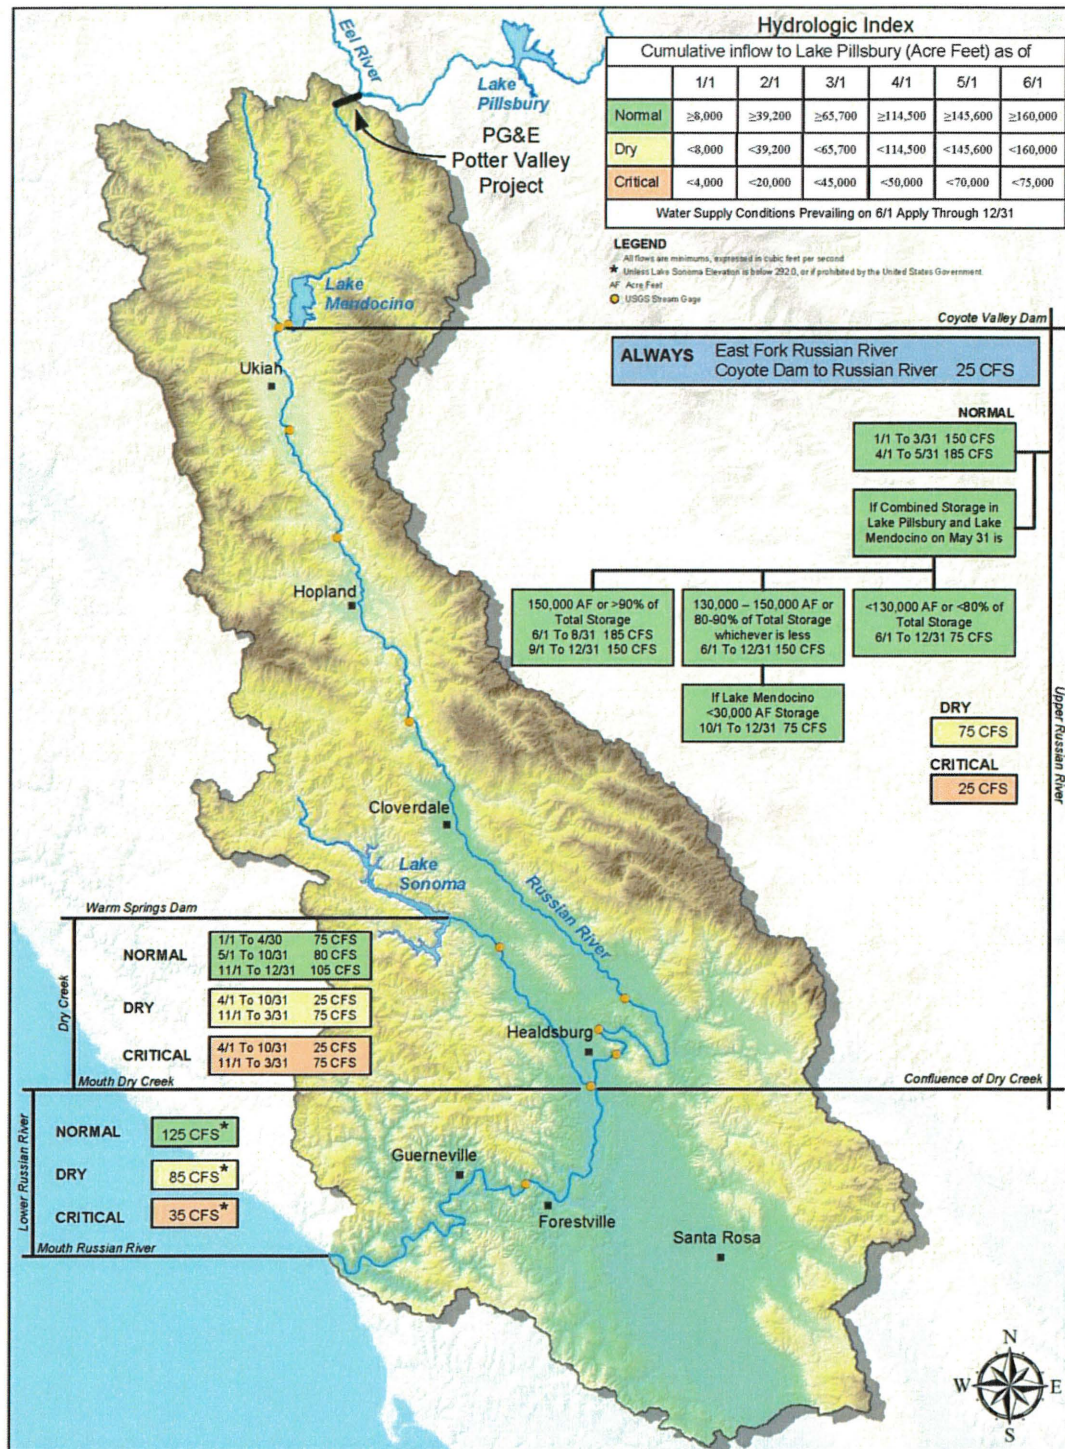 Hydrologic Index
Cumulative inflow to Lake Pillsbury (Acre Feet) as of
1/1 2/1 3/1 4/1 5/1 6/1
Normal ≥8,000 ≥39,200 ≥65,700 ≥114,500 ≥145,600 ≥160,000
Dry <8,000 <39,200 <65,700 <114,500 <145,600 <160,000
Critical <4,000 <20,000 <45,000 <50,000 <70,000 <75,000
Water Supply Conditions Prevailing on 6/1 Apply Through 12/31
LEGEND
All flows are minimums, expressed in cubic feet per second
* Unless Lake Sonoma Elevation is below 292.0, or if prohibited by the United States Government
AF Acre Feet
USGS Stream Gage
Eel River
Lake
Pillsbury
PG&E
Potter Valley
Project
Lake
Mendocino
Coyote Valley Dam
ALWAYS East Fork Russian River
Coyote Dam to Russian River 25 CFS
Ukiah
NORMAL
1/1 To 3/31 150 CFS
4/1 To 5/31 185 CFS
If Combined Storage in
Lake Pillsbury and Lake
Mendocino on May 31 is
150,000 AF or >90% of
Total Storage
6/1 To 8/31 185 CFS
9/1 To 12/31 150 CFS
130,000 – 150,000 AF or
80-90% of Total Storage
whichever is less
6/1 To 12/31 150 CFS
<130,000 AF or <80% of
Total Storage
6/1 To 12/31 75 CFS
If Lake Mendocino
<30,000 AF Storage
10/1 To 12/31 75 CFS
Hopland
DRY
75 CFS
CRITICAL
25 CFS
Upper Russian River
Cloverdale
Lake
Sonoma
Russian River
Warm Springs Dam
NORMAL
1/1 To 4/30 75 CFS
5/1 To 10/31 80 CFS
11/1 To 12/31 105 CFS
DRY
4/1 To 10/31 25 CFS
11/1 To 3/31 75 CFS
CRITICAL
4/1 To 10/31 25 CFS
11/1 To 3/31 75 CFS
Dry Creek
Healdsburg
Mouth Dry Creek
Confluence of Dry Creek
Lower Russian River
NORMAL 125 CFS*
DRY 85 CFS*
CRITICAL 35 CFS*
Mouth Russian River
Guerneville
Forestville
Santa Rosa
N
W E
S